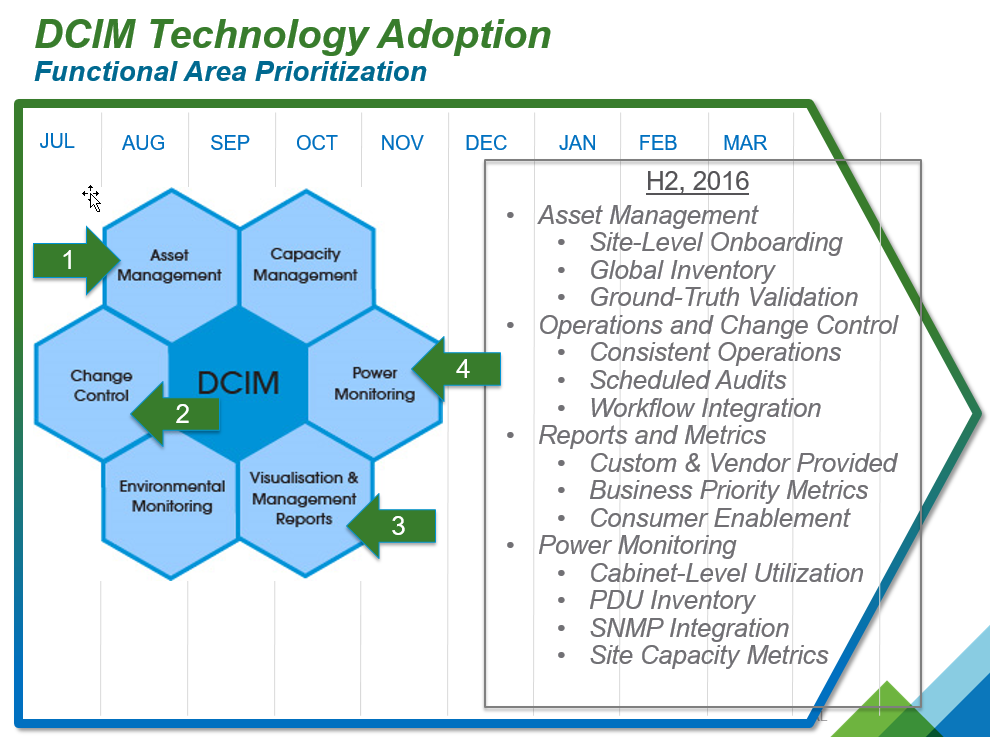 DCIM Technology Adoption
Functional Area Prioritization
JUL AUG SEP OCT NOV DEC JAN FEB MAR
1
Asset
Management
Capacity
Management
Change
Control
2
DCIM
Power
Monitoring
4
Environmental
Monitoring
Visualisation &
Management
Reports
3
H2, 2016
• Asset Management
• Site-Level Onboarding
• Global Inventory
• Ground-Truth Validation
• Operations and Change Control
• Consistent Operations
• Scheduled Audits
• Workflow Integration
• Reports and Metrics
• Custom & Vendor Provided
• Business Priority Metrics
• Consumer Enablement
• Power Monitoring
• Cabinet-Level Utilization
• PDU Inventory
• SNMP Integration
• Site Capacity Metrics